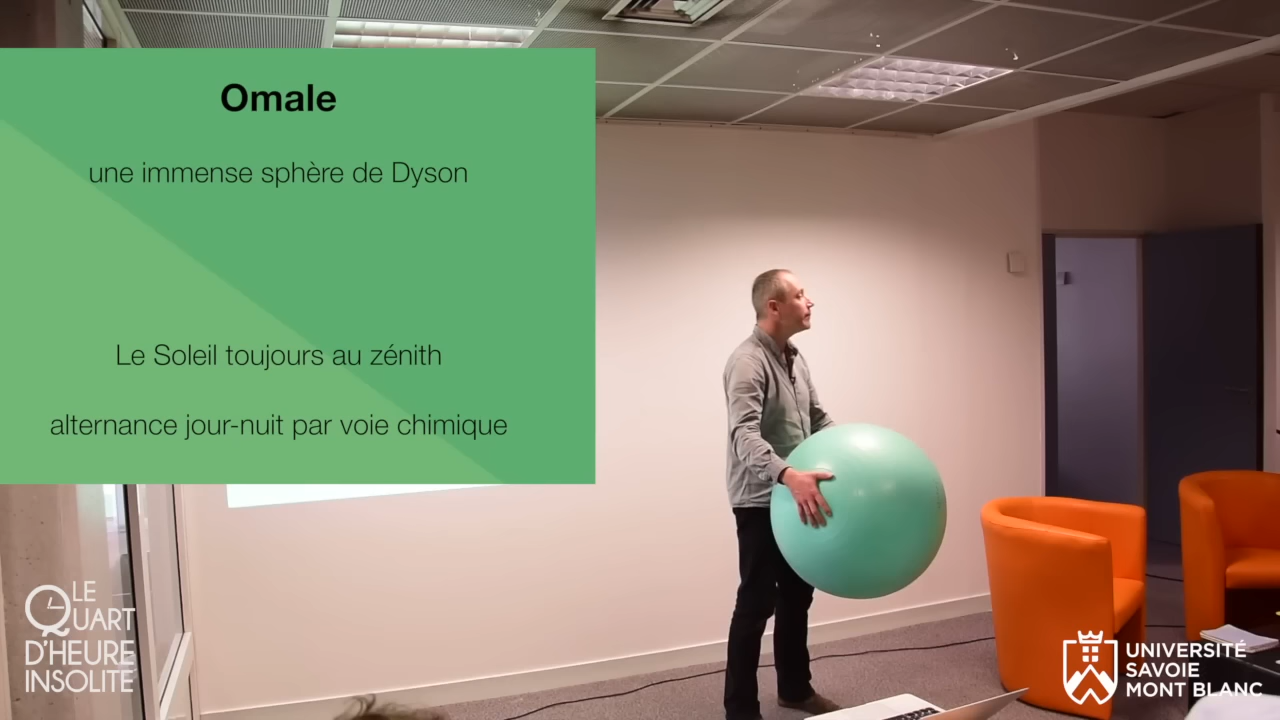 Omale
une immense sphère de Dyson
Le Soleil toujours au zénith
alternance jour-nuit par voie chimique
LE
QUART
D'HEURE
INSOLITE
UNIVERSITÉ
SAVOIE
MONT BLANC